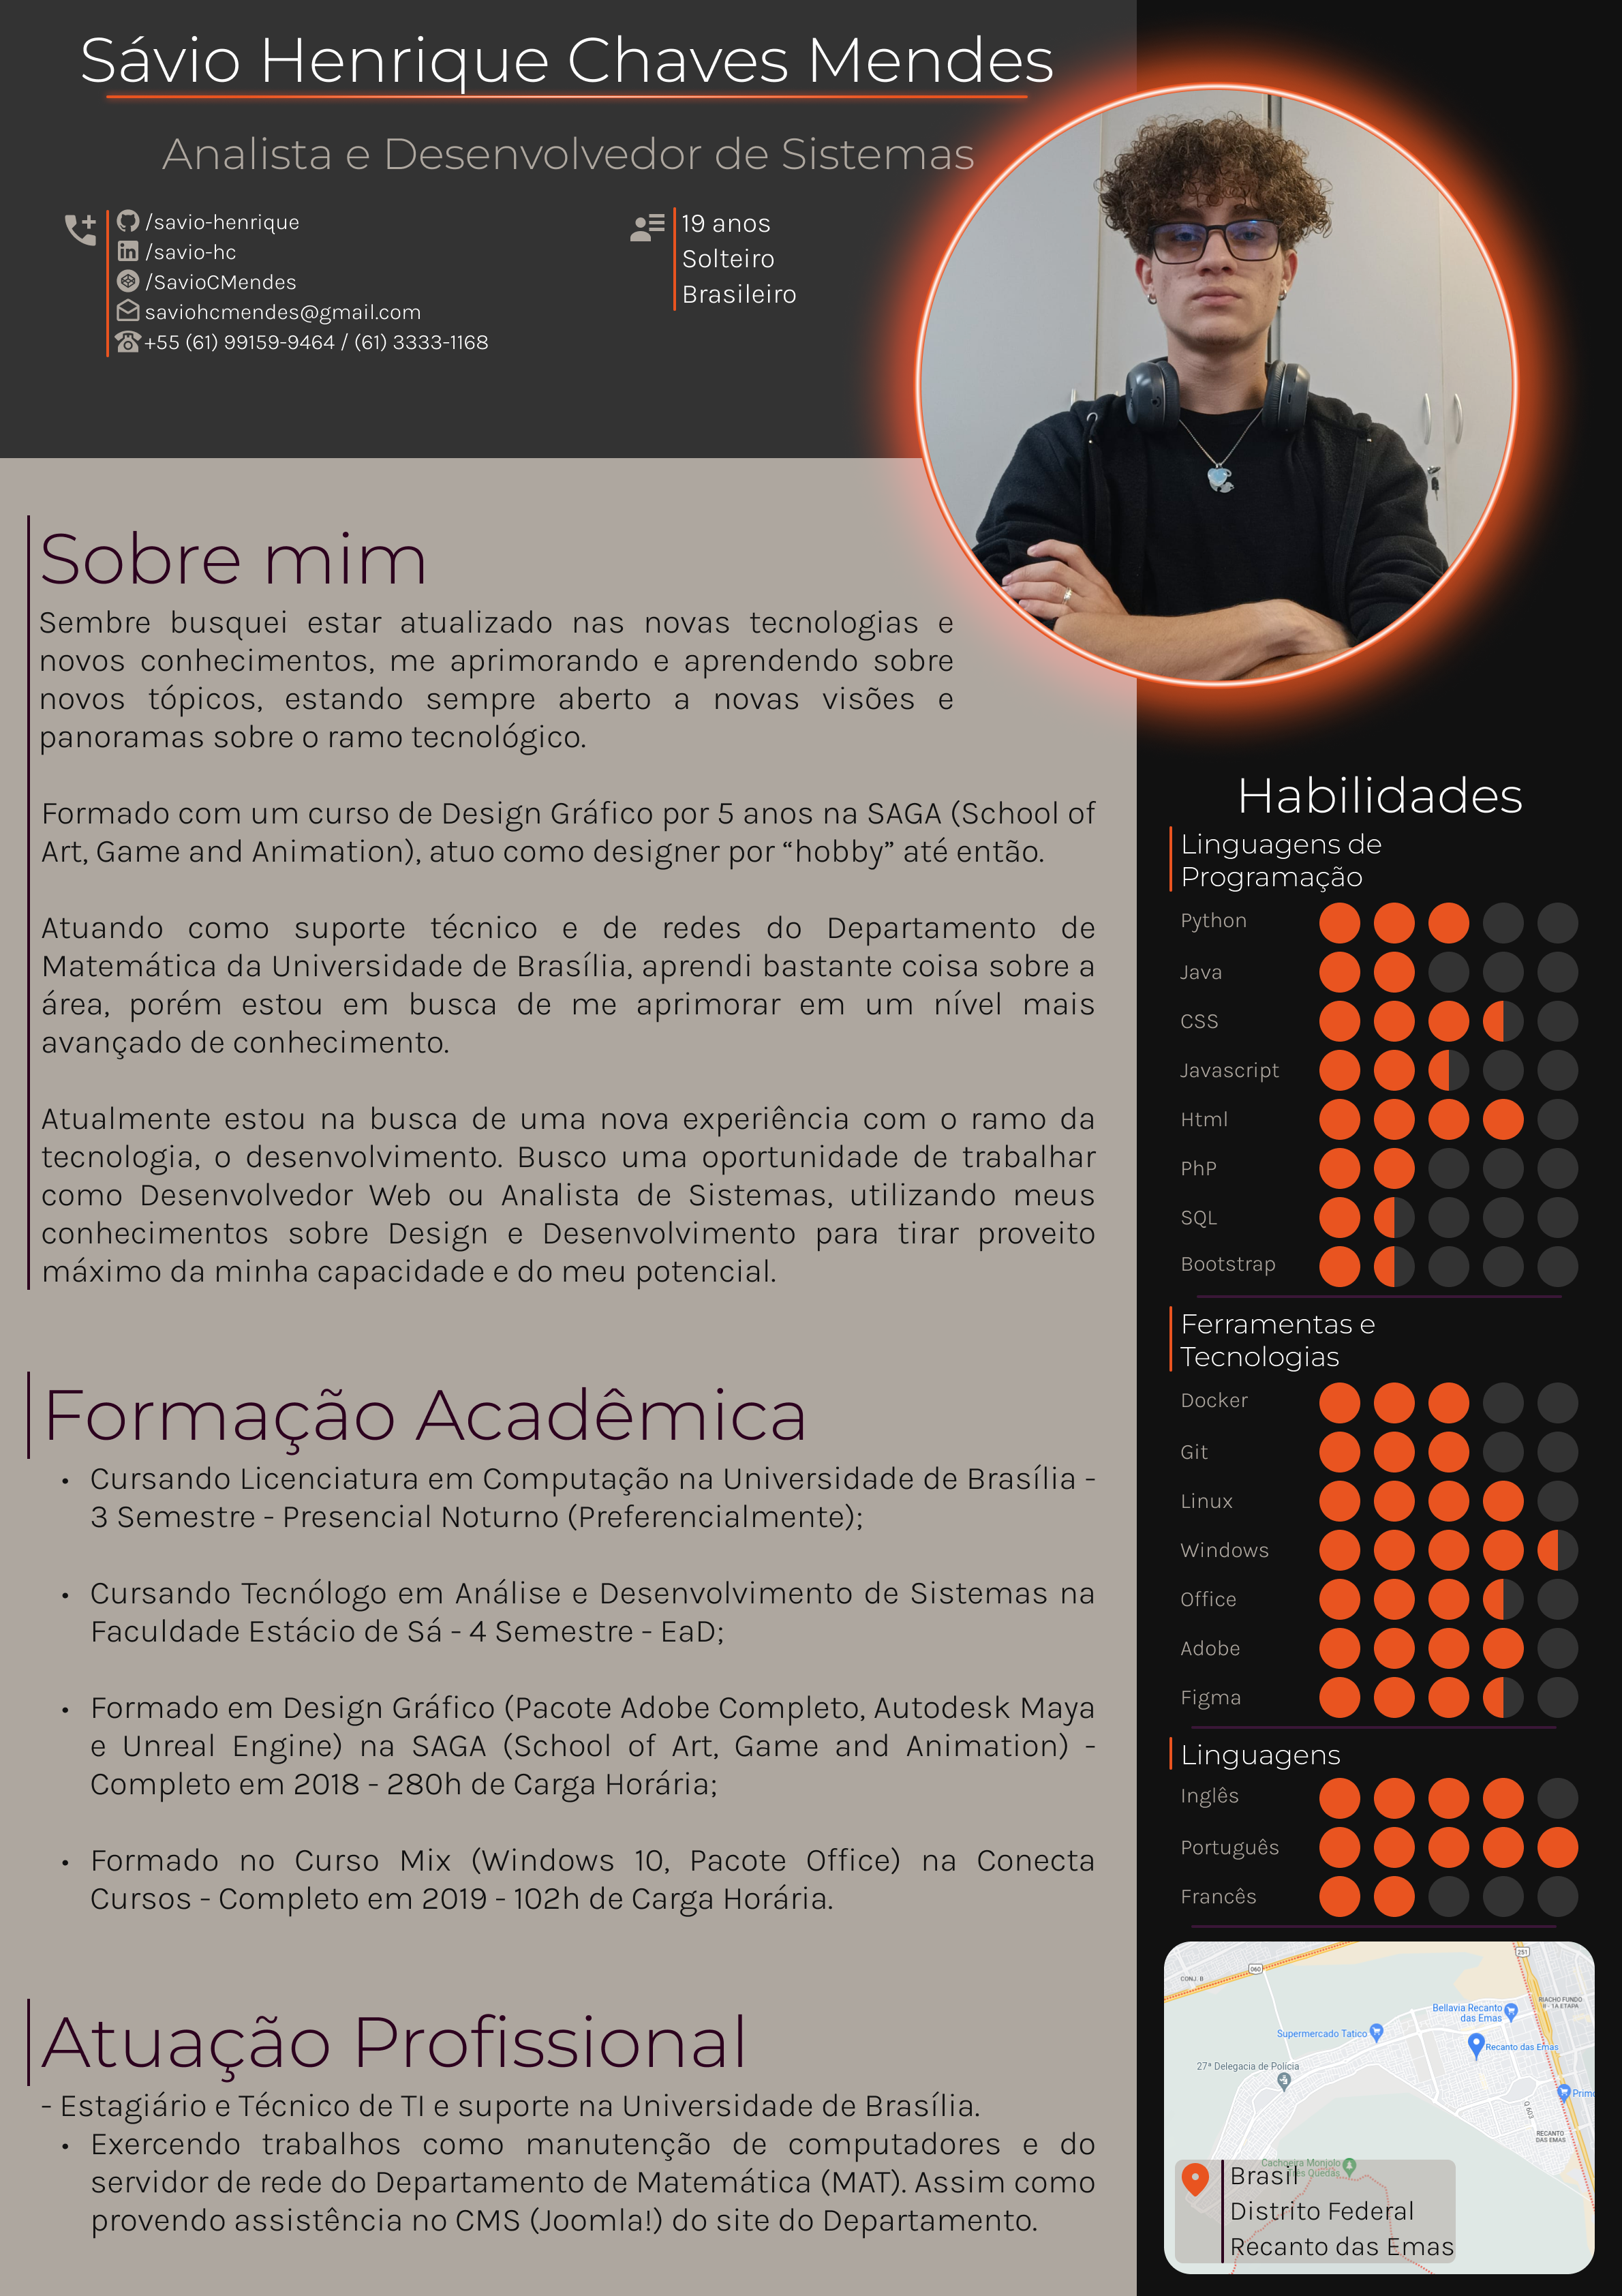 Sávio Henrique Chaves Mendes
Analista e Desenvolvedor de Sistemas
/savio-henrique
/savio-hc
/SavioCMendes
saviohcmendes@gmail.com
+55 (61) 99159-9464 / (61) 3333-1168
19 anos
Solteiro
Brasileiro
Sobre mim
Sembre busquei estar atualizado nas novas tecnologias e
novos conhecimentos, me aprimorando e aprendendo sobre
novos tópicos, estando sempre aberto a novas visões e
panoramas sobre o ramo tecnológico.
Formado com um curso de Design Gráfico por 5 anos na SAGA (School of
Art, Game and Animation), atuo como designer por “hobby” até então.
Atuando como suporte técnico e de redes do Departamento de
Matemática da Universidade de Brasília, aprendi bastante coisa sobre a
área, porém estou em busca de me aprimorar em um nível mais
avançado de conhecimento.
Atualmente estou na busca de uma nova experiência com o ramo da
tecnologia, o desenvolvimento. Busco uma oportunidade de trabalhar
como Desenvolvedor Web ou Analista de Sistemas, utilizando meus
conhecimentos sobre Design e Desenvolvimento para tirar proveito
máximo da minha capacidade e do meu potencial.
Formação Acadêmica
• Cursando Licenciatura em Computação na Universidade de Brasília -
3 Semestre - Presencial Noturno (Preferencialmente);
• Cursando Tecnólogo em Análise e Desenvolvimento de Sistemas na
Faculdade Estácio de Sá - 4 Semestre - EaD;
• Formado em Design Gráfico (Pacote Adobe Completo, Autodesk Maya
e Unreal Engine) na SAGA (School of Art, Game and Animation) -
Completo em 2018 - 280h de Carga Horária;
• Formado no Curso Mix (Windows 10, Pacote Office) na Conecta
Cursos - Completo em 2019 - 102h de Carga Horária.
Atuação Profissional
- Estagiário e Técnico de TI e suporte na Universidade de Brasília.
• Exercendo trabalhos como manutenção de computadores e do
servidor de rede do Departamento de Matemática (MAT). Assim como
provendo assistência no CMS (Joomla!) do site do Departamento.
Habilidades
Linguagens de
Programação
Python
Java
CSS
Javascript
Html
PhP
SQL
Bootstrap
Ferramentas e
Tecnologias
Docker
Git
Linux
Windows
Office
Adobe
Figma
Linguagens
Inglês
Português
Francês
251
060
CONJ. B
RIACHO FUNDO
II - 1A ETAPA
Bellavia Recanto
das Emas
Supermercado Tatico
Recanto das Emas
27ª Delegacia de Polícia
Primo
Q. 603
RECANTO
DAS EMAS
Cachoeira Monjolo
Três Quedas
Brasil
Distrito Federal
Recanto das Emas